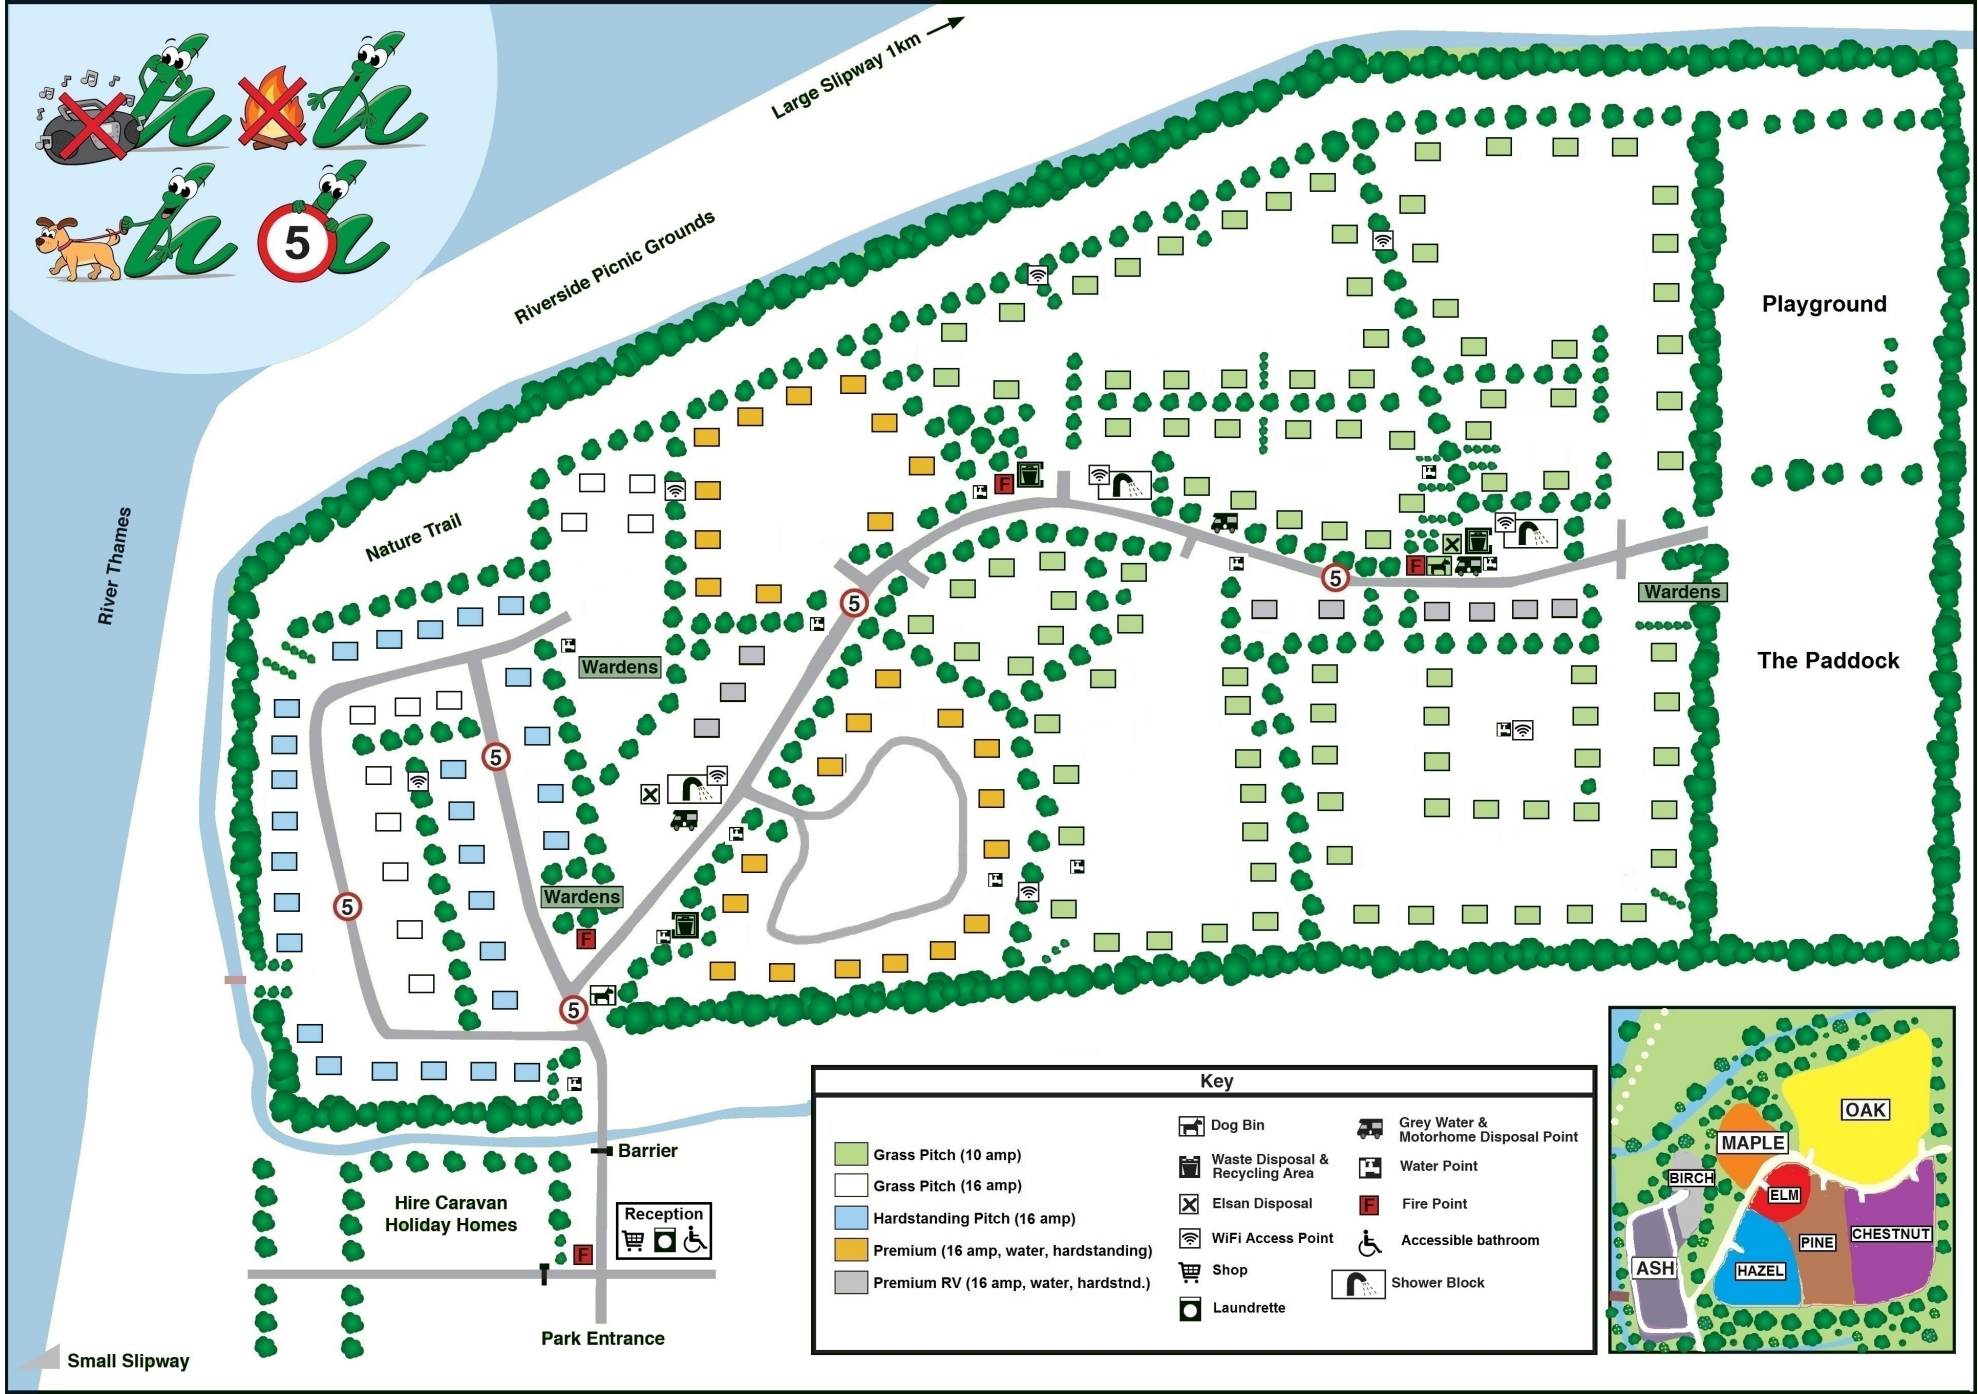 Large Slipway 1km
Riverside Picnic Grounds
5
Nature Trail
River Thames
Playground
The Paddock
Wardens
Wardens
Wardens
F
F
F
F
5
5
5
5
5
Barrier
Hire Caravan
Holiday Homes
Reception
Park Entrance
Small Slipway
Key
Grass Pitch (10 amp)
Grass Pitch (16 amp)
Hardstanding Pitch (16 amp)
Premium (16 amp, water, hardstanding)
Premium RV (16 amp, water, hardstnd.)
Dog Bin
Waste Disposal &
Recycling Area
Elsan Disposal
WiFi Access Point
Shop
Laundrette
Grey Water &
Motorhome Disposal Point
Water Point
F
Fire Point
Accessible bathroom
Shower Block
OAK
MAPLE
BIRCH
ELM
CHESTNUT
PINE
ASH
HAZEL